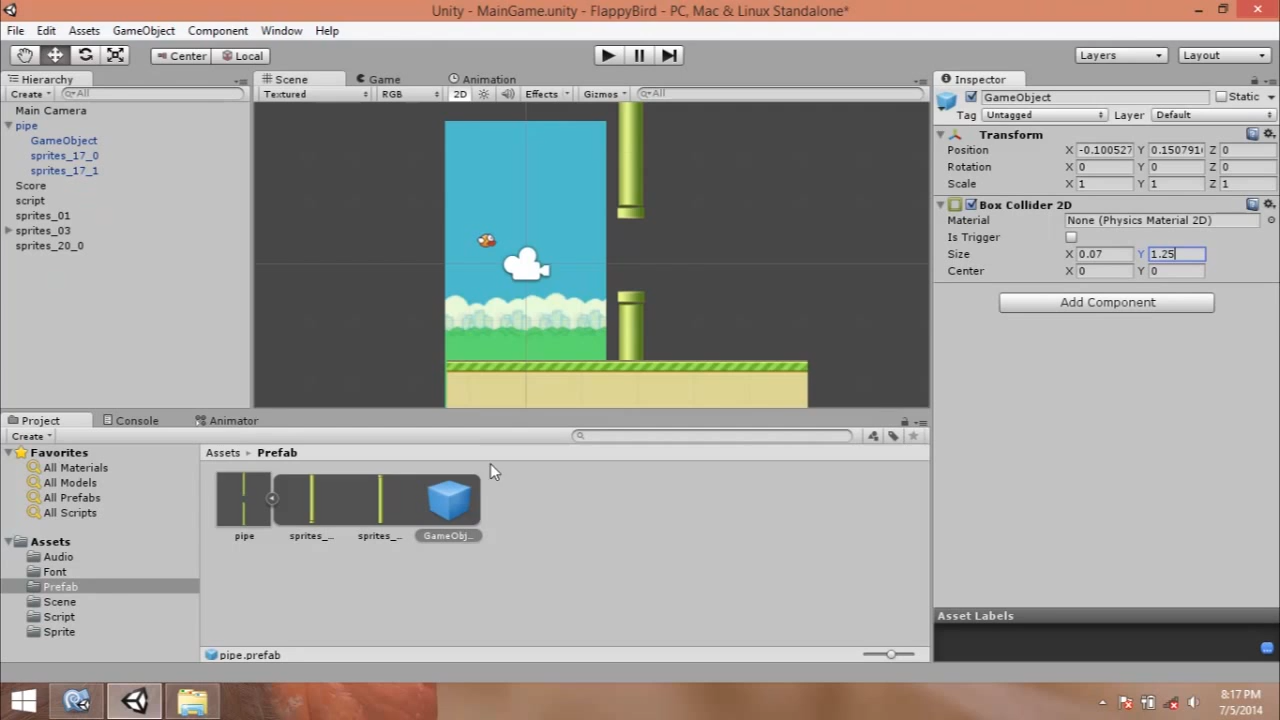 Unity - MainGame.unity - FlappyBird - PC, Mac & Linux Standalone*
File Edit Assets GameObject Component Window Help
Center Local Layers Layout
Hierarchy
Create All
Main Camera
pipe
GameObject
sprites_17_0
sprites_17_1
Score
script
sprites_01
sprites_03
sprites_20_0
Scene Game Animation
Textured RGB 2D Effects Gizmos All
Inspector
GameObject Static
Tag Untagged Layer Default
Transform
Position X -0.100527 Y 0.150791 Z 0
Rotation X 0 Y 0 Z 0
Scale X 1 Y 1 Z 1
Box Collider 2D
Material None (Physics Material 2D)
Is Trigger
Size X 0.07 Y 1.25
Center X 0 Y 0
Add Component
Project Console Animator
Create
Favorites
All Materials
All Models
All Prefabs
All Scripts
Assets
Audio
Font
Prefab
Scene
Script
Sprite
Assets Prefab
pipe sprites_... sprites_... GameObj...
pipe.prefab
Asset Labels
8:17 PM
7/5/2014